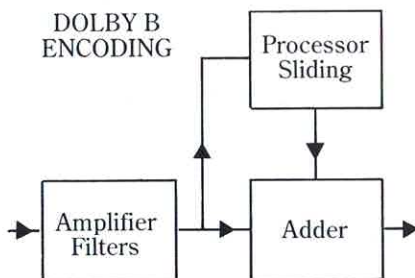 DOLBY B
ENCODING
Processor
Sliding
Amplifier
Filters
Adder